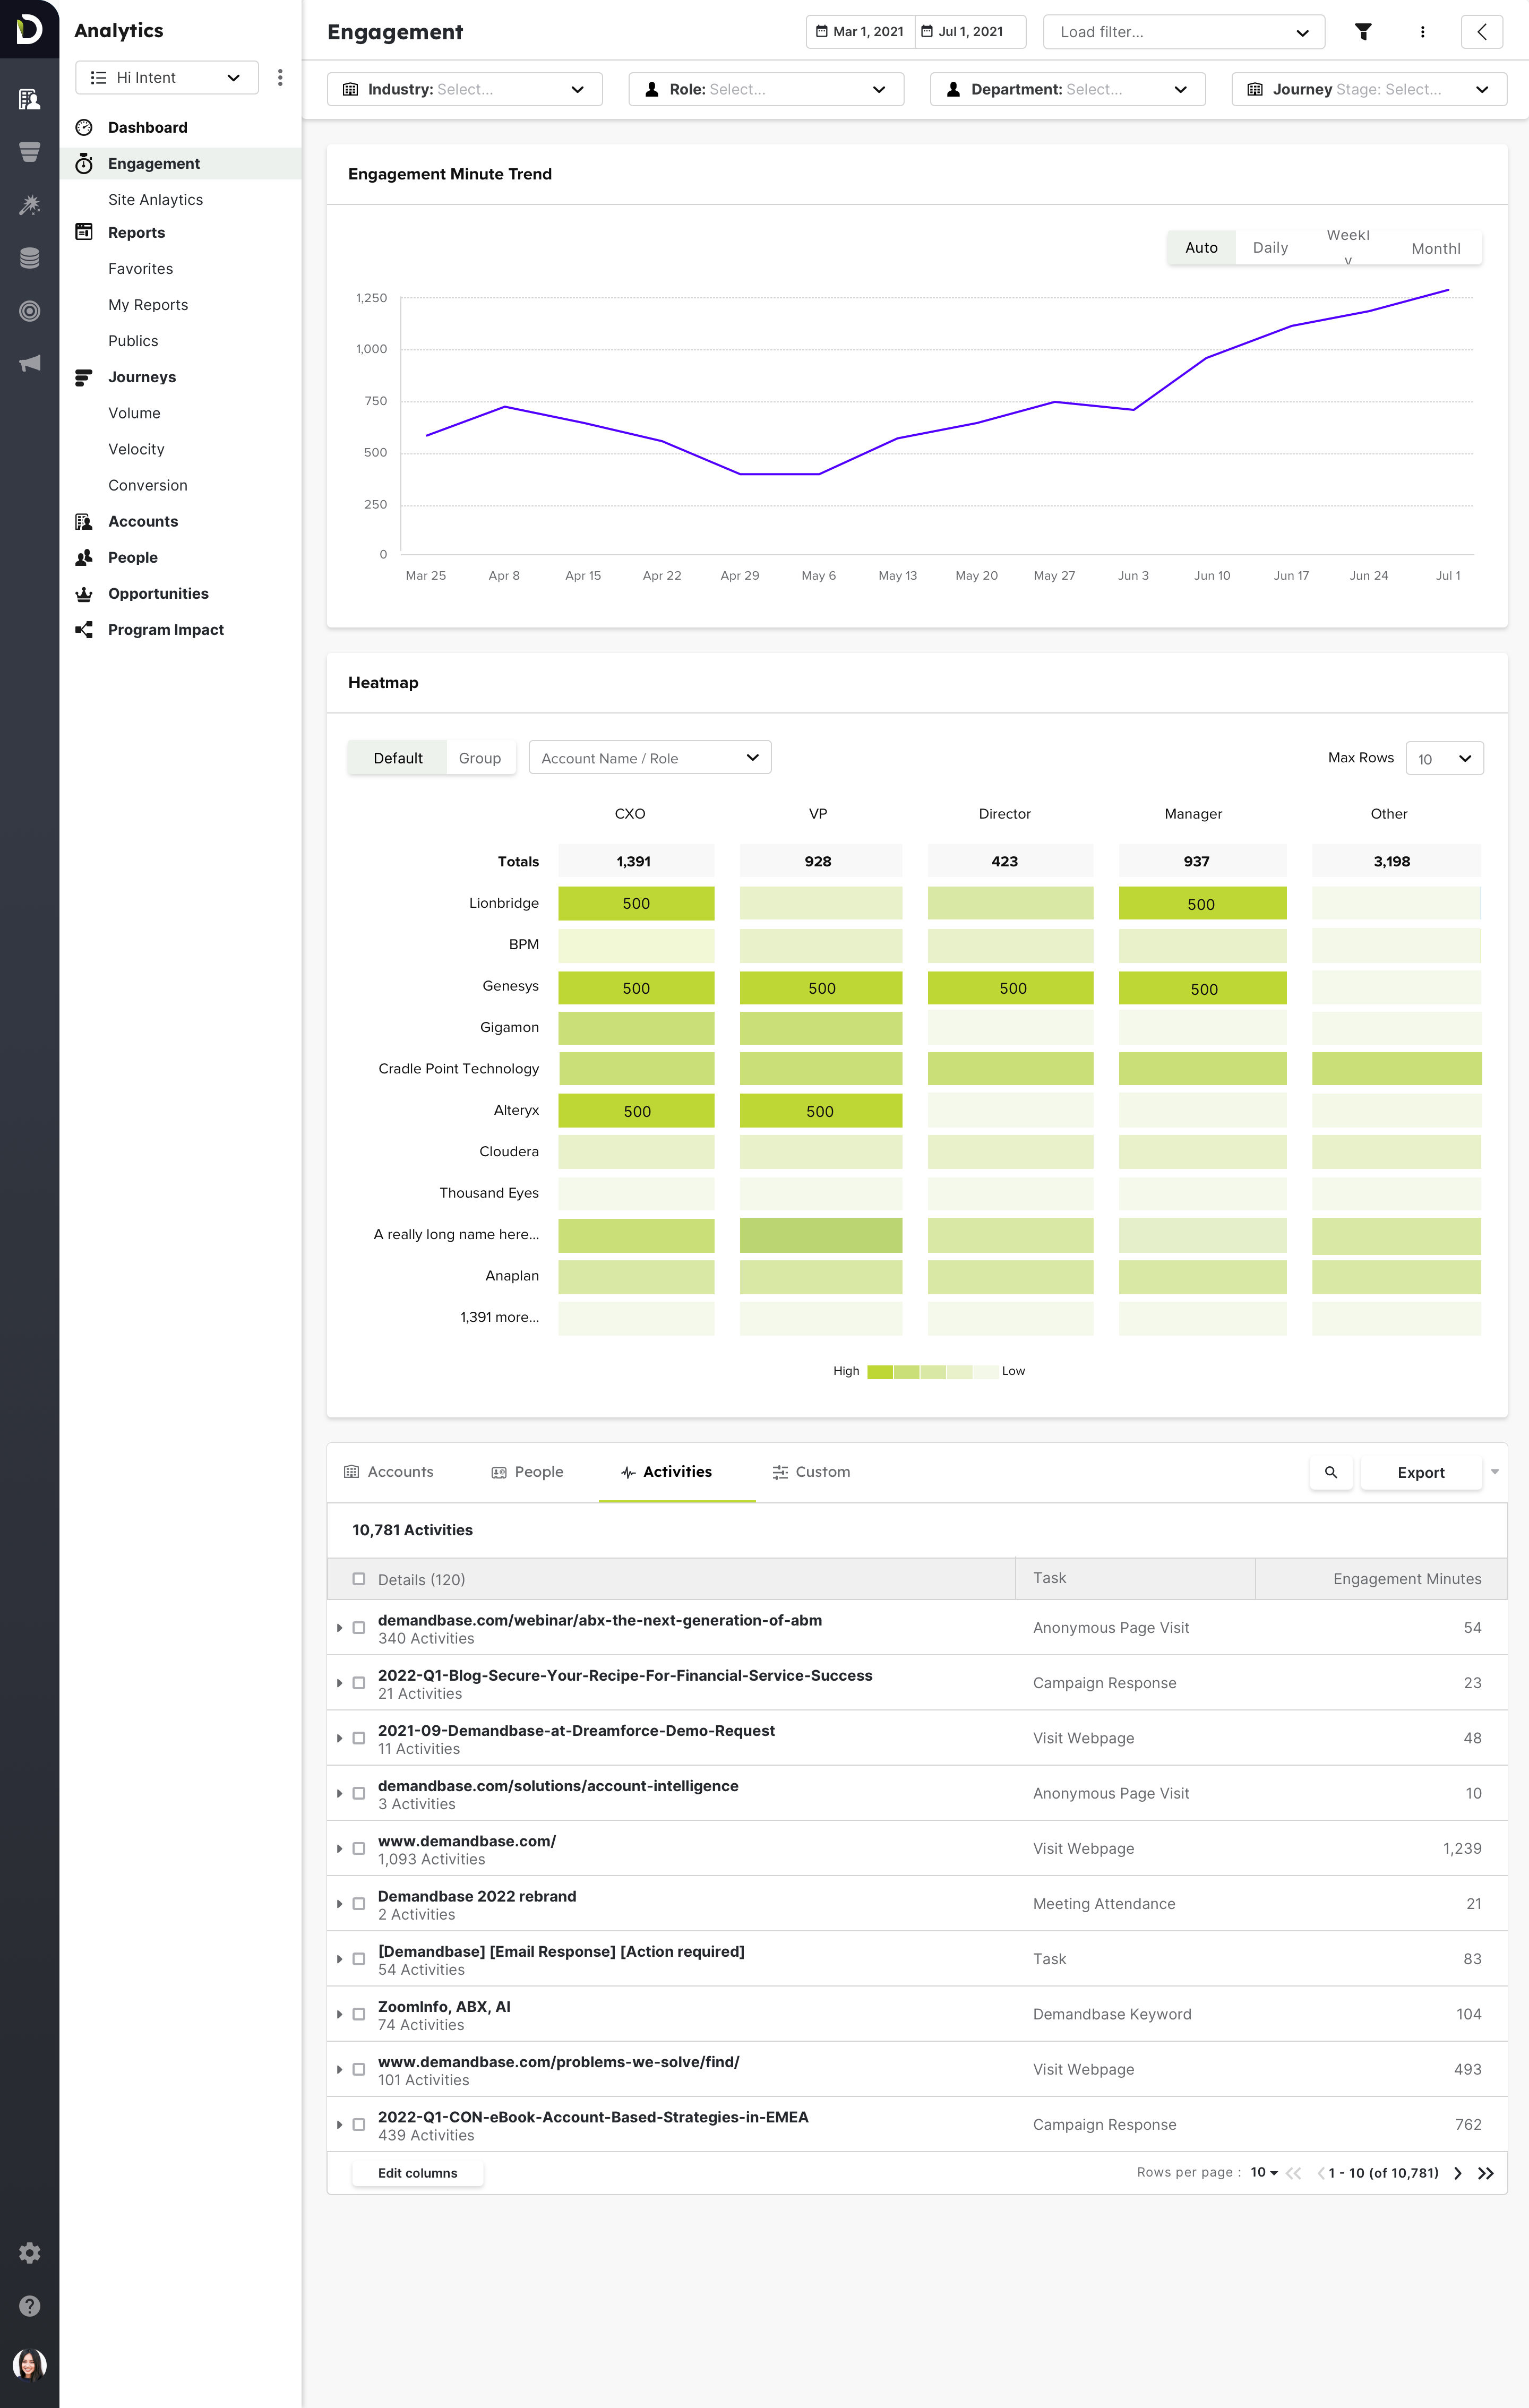 Analytics
Hi Intent
Dashboard
Engagement
Site Anlaytics
Reports
Favorites
My Reports
Publics
Journeys
Volume
Velocity
Conversion
Accounts
People
Opportunities
Program Impact
Engagement
Mar 1, 2021
Jul 1, 2021
Load filter...
Industry: Select...
Role: Select...
Department: Select...
Journey Stage: Select...
Engagement Minute Trend
Auto
Daily
Weekl
y
Monthl
1,250
1,000
750
500
250
0
Mar 25 Apr 8 Apr 15 Apr 22 Apr 29 May 6 May 13 May 20 May 27 Jun 3 Jun 10 Jun 17 Jun 24 Jul 1
Heatmap
Default Group Account Name / Role Max Rows 10
CXO VP Director Manager Other
Totals 1,391 928 423 937 3,198
Lionbridge 500 500
BPM
Genesys 500 500 500 500
Gigamon
Cradle Point Technology
Alteryx 500 500
Cloudera
Thousand Eyes
A really long name here...
Anaplan
1,391 more...
High Low
Accounts People Activities Custom Export
10,781 Activities
Details (120) Task Engagement Minutes
demandbase.com/webinar/abx-the-next-generation-of-abm
340 Activities
Anonymous Page Visit 54
2022-Q1-Blog-Secure-Your-Recipe-For-Financial-Service-Success
21 Activities
Campaign Response 23
2021-09-Demandbase-at-Dreamforce-Demo-Request
11 Activities
Visit Webpage 48
demandbase.com/solutions/account-intelligence
3 Activities
Anonymous Page Visit 10
www.demandbase.com/
1,093 Activities
Visit Webpage 1,239
Demandbase 2022 rebrand
2 Activities
Meeting Attendance 21
[Demandbase] [Email Response] [Action required]
54 Activities
Task 83
ZoomInfo, ABX, AI
74 Activities
Demandbase Keyword 104
www.demandbase.com/problems-we-solve/find/
101 Activities
Visit Webpage 493
2022-Q1-CON-eBook-Account-Based-Strategies-in-EMEA
439 Activities
Campaign Response 762
Edit columns Rows per page : 10 1 - 10 (of 10,781)